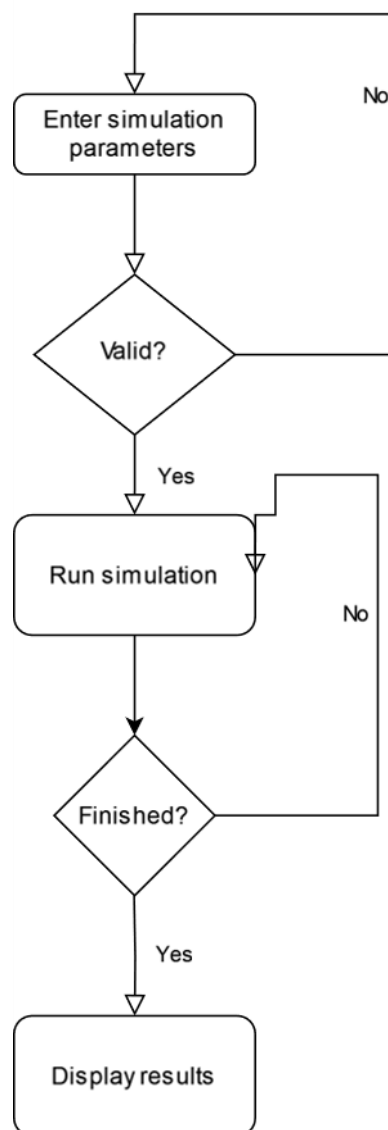 No
Enter simulation
parameters
Valid?
Yes
Run simulation
No
Finished?
Yes
Display results